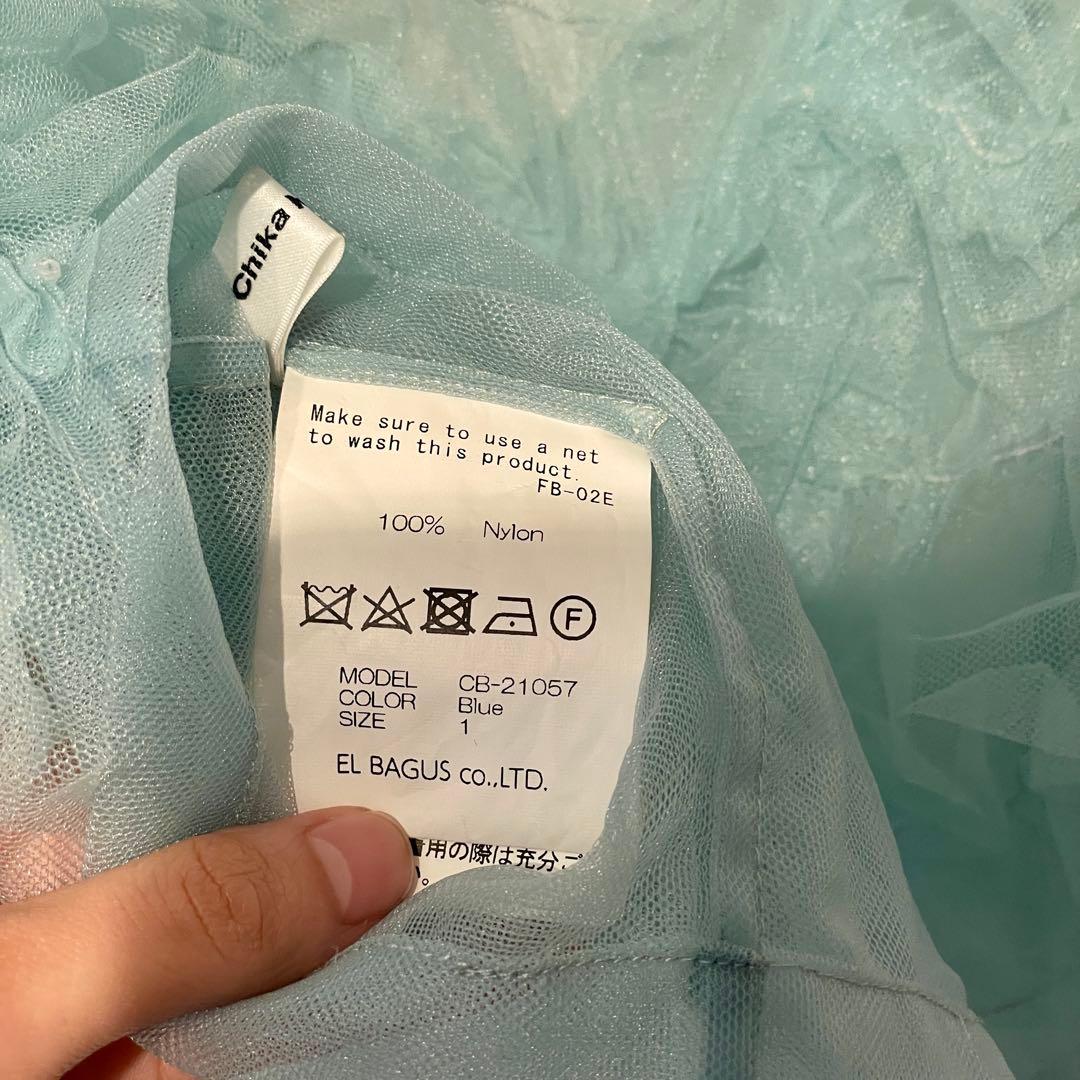 Chika
Make sure to use a net
to wash this product.
FB-02E
100% Nylon
F
MODEL CB-21057
COLOR Blue
SIZE 1
EL BAGUS co.,LTD.
用の際は充分